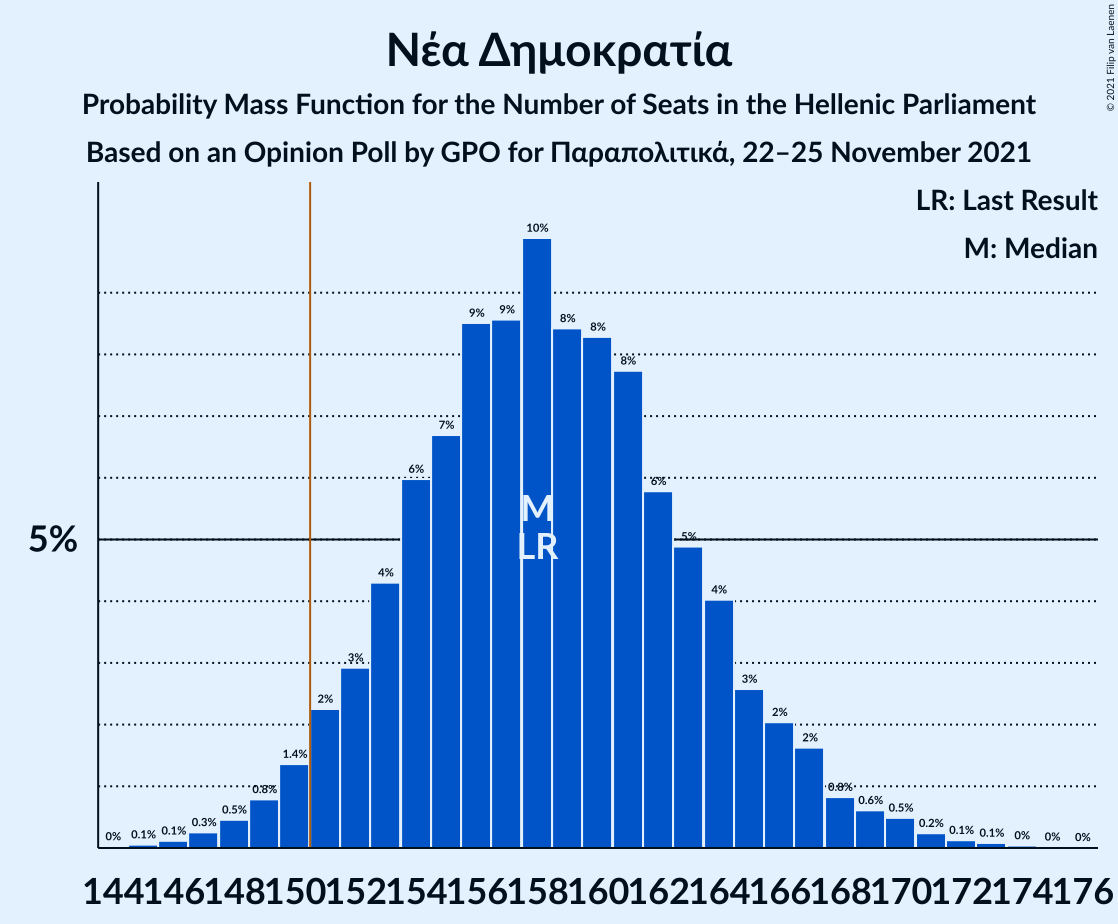 Νέα Δημοκρατία
Probability Mass Function for the Number of Seats in the Hellenic Parliament
Based on an Opinion Poll by GPO for Παραπολιτικά, 22–25 November 2021
© 2021 Filip van Laenen
LR: Last Result
M: Median
5%
0% 0.1% 0.1% 0.3% 0.5% 0.8% 1.4% 2% 3% 4% 6% 7% 9% 9% 10% 8% 8% 8% 6% 5% 4% 3% 2% 2% 0.8% 0.6% 0.5% 0.2% 0.1% 0.1% 0% 0% 0%
M
LR
144 146 148 150 152 154 156 158 160 162 164 166 168 170 172 174 176